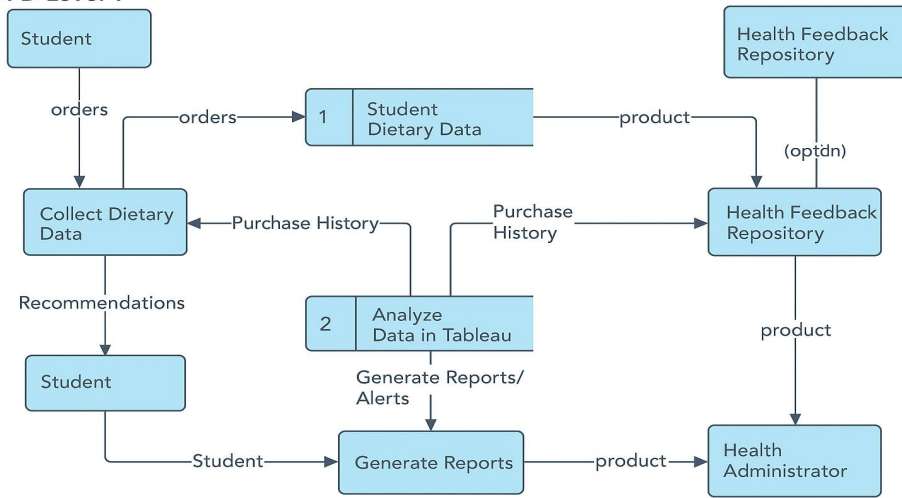 Student
Health Feedback
Repository
orders
orders
1
Student
Dietary Data
product
(optdn)
Collect Dietary
Data
Purchase History
Purchase
History
Health Feedback
Repository
Recommendations
2
Analyze
Data in Tableau
product
Student
Generate Reports/
Alerts
Student
Generate Reports
product
Health
Administrator